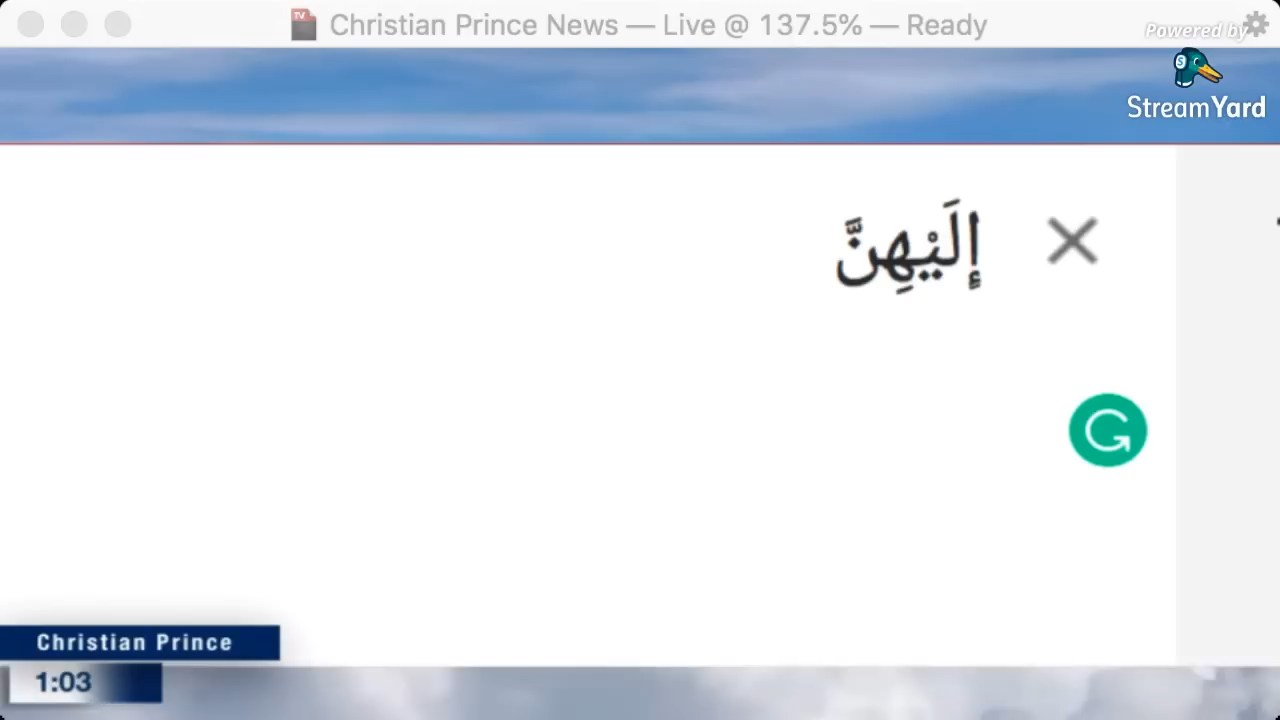 Christian Prince News — Live @ 137.5% — Ready
Powered by
StreamYard
إِلَيْهِنَّ
Christian Prince
1:03